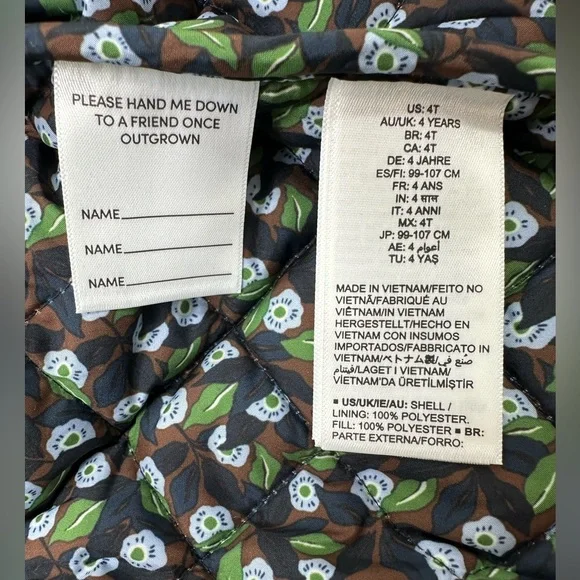 PLEASE HAND ME DOWN
TO A FRIEND ONCE
OUTGROWN
NAME
NAME
NAME
US: 4T
AU/UK: 4 YEARS
BR: 4T
CA: 4T
DE: 4 JAHRE
ES/FI: 99-107 CM
FR: 4 ANS
IN: 4 साल
IT: 4 ANNI
MX: 4T
JP: 99-107 CM
AE: 4 أعوام
TU: 4 YAŞ
MADE IN VIETNAM/FEITO NO
VIETNÃ/FABRIQUÉ AU
VIÊTNAM/IN VIETNAM
HERGESTELLT/HECHO EN
VIETNAM CON INSUMOS
IMPORTADOS/FABBRICATO IN
VIETNAM/ベトナム製/صُنع في
فيتنام/LAGET I VIETNAM/
VİETNAM'DA ÜRETİLMİŞTİR
■ US/UK/IE/AU: SHELL /
LINING: 100% POLYESTER.
FILL: 100% POLYESTER ■ BR:
PARTE EXTERNA/FORRO: